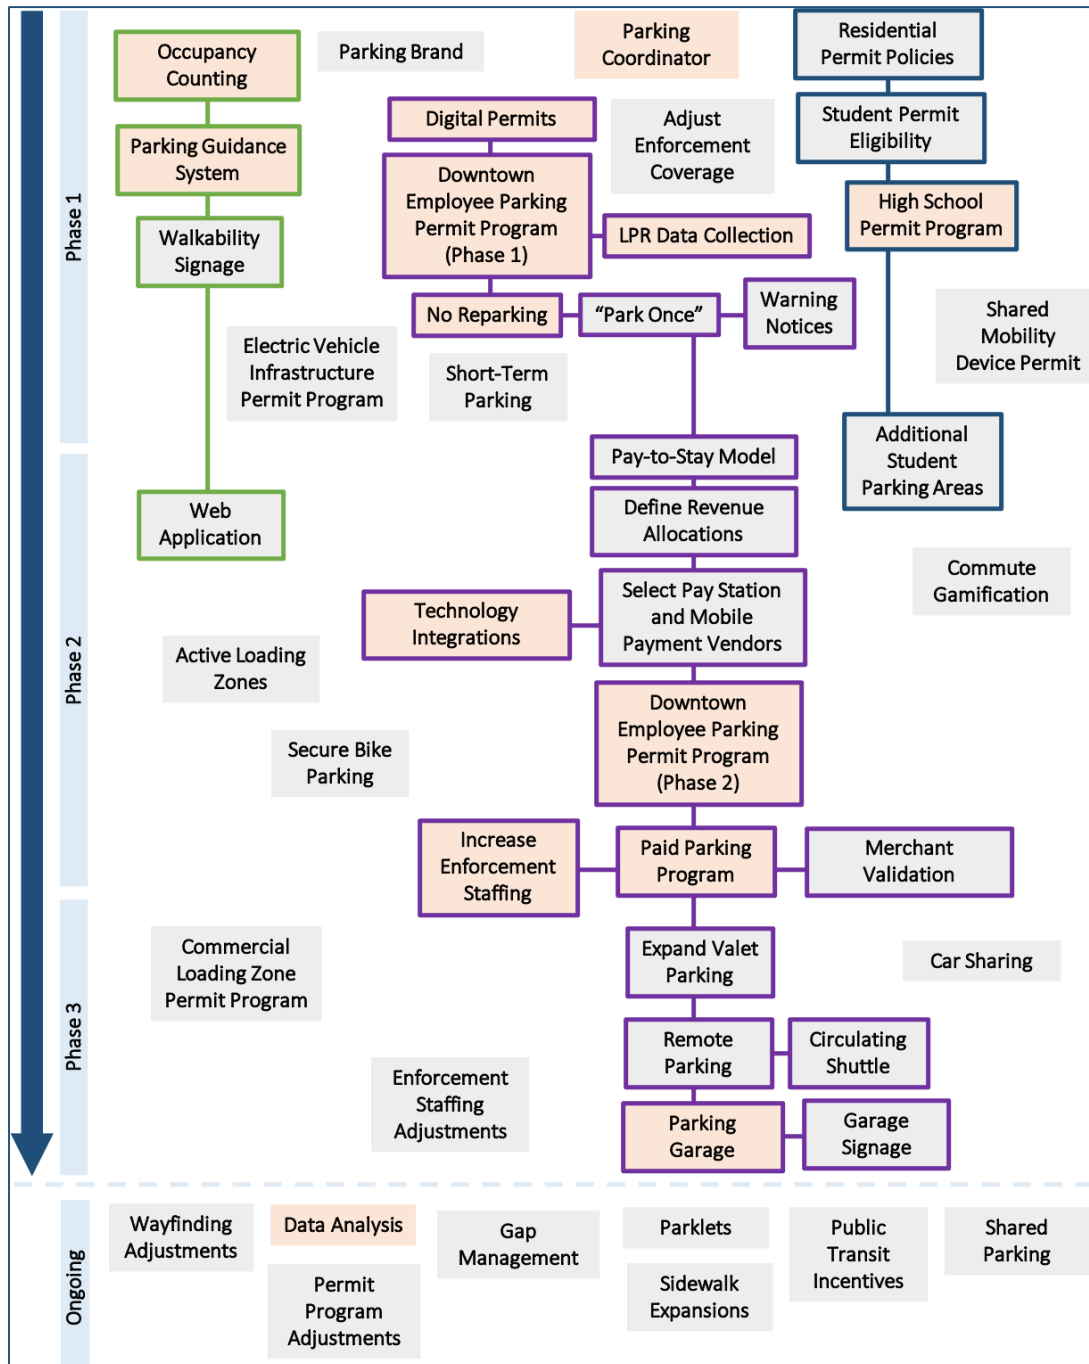 Phase 1
Occupancy
Counting
Parking Brand
Parking
Coordinator
Residential
Permit Policies
Digital Permits
Adjust
Enforcement
Coverage
Student Permit
Eligibility
Parking Guidance
System
Downtown
Employee Parking
Permit Program
(Phase 1)
LPR Data Collection
High School
Permit Program
Walkability
Signage
No Reparking
“Park Once”
Warning
Notices
Shared
Mobility
Device Permit
Electric Vehicle
Infrastructure
Permit Program
Short-Term
Parking
Phase 2
Pay-to-Stay Model
Additional
Student
Parking Areas
Web
Application
Define Revenue
Allocations
Commute
Gamification
Technology
Integrations
Select Pay Station
and Mobile
Payment Vendors
Active Loading
Zones
Downtown
Employee Parking
Permit Program
(Phase 2)
Secure Bike
Parking
Increase
Enforcement
Staffing
Paid Parking
Program
Merchant
Validation
Phase 3
Commercial
Loading Zone
Permit Program
Expand Valet
Parking
Car Sharing
Remote
Parking
Circulating
Shuttle
Enforcement
Staffing
Adjustments
Parking
Garage
Garage
Signage
Ongoing
Wayfinding
Adjustments
Data Analysis
Gap
Management
Parklets
Public
Transit
Incentives
Shared
Parking
Permit
Program
Adjustments
Sidewalk
Expansions